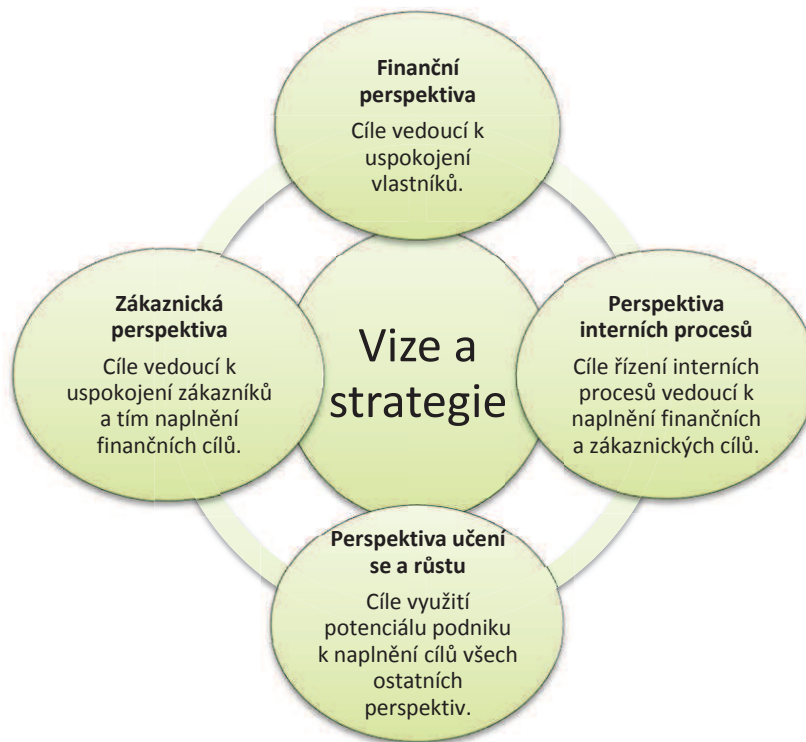 Finanční
perspektiva
Cíle vedoucí k
uspokojení
vlastníků.
Zákaznická
perspektiva
Cíle vedoucí k
uspokojení zákazníků
a tím naplnění
finančních cílů.
Vize a
strategie
Perspektiva
interních procesů
Cíle řízení interních
procesů vedoucí k
naplnění finančních
a zákaznických cílů.
Perspektiva učení
se a růstu
Cíle využití
potenciálu podniku
k naplnění cílů všech
ostatních
perspektiv.